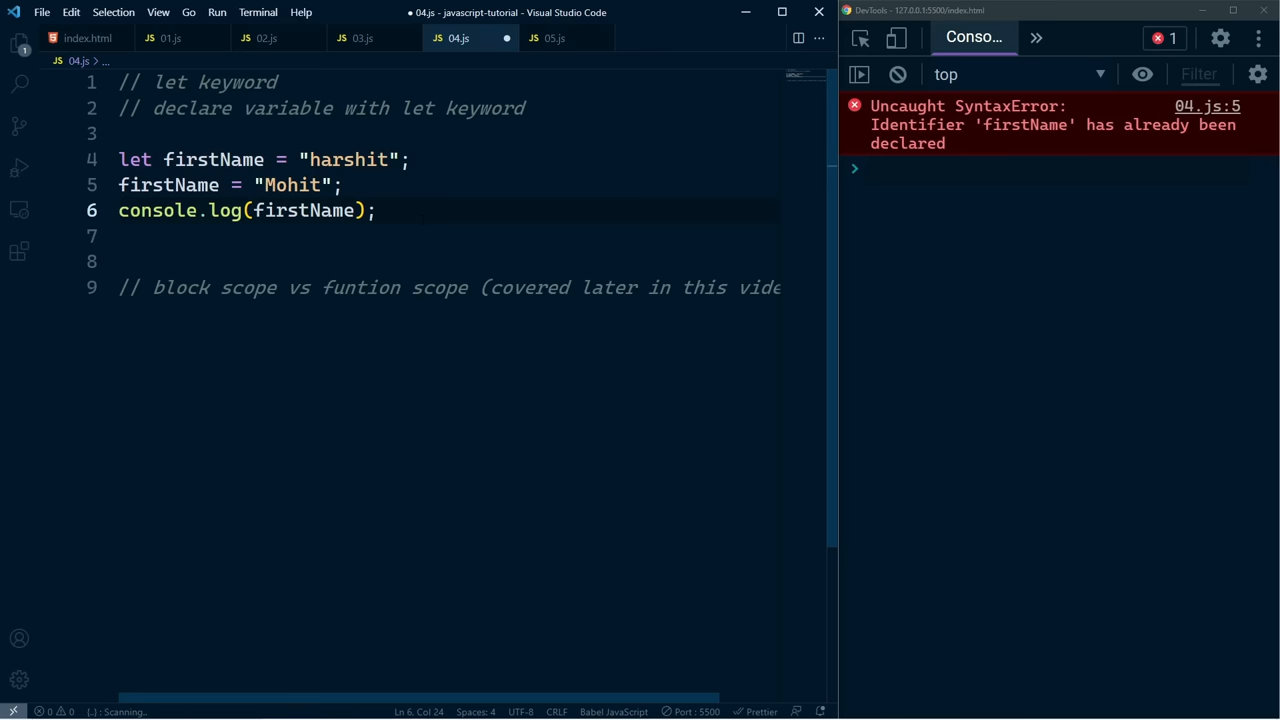 File Edit Selection View Go Run Terminal Help
● 04.js - javascript-tutorial - Visual Studio Code
DevTools - 127.0.0.1:5500/index.html
index.html JS 01.js JS 02.js JS 03.js JS 04.js JS 05.js
Conso... 1
JS 04.js > ...
top Filter
1 // let keyword
2 // declare variable with let keyword
3
4 let firstName = "harshit";
5 firstName = "Mohit";
6 console.log(firstName);
7
8
9 // block scope vs funtion scope (covered later in this vide
Uncaught SyntaxError: 04.js:5
Identifier 'firstName' has already been
declared
1
0 0 {..} : Scanning.. Ln 6, Col 24 Spaces: 4 UTF-8 CRLF Babel JavaScript Port : 5500 Prettier